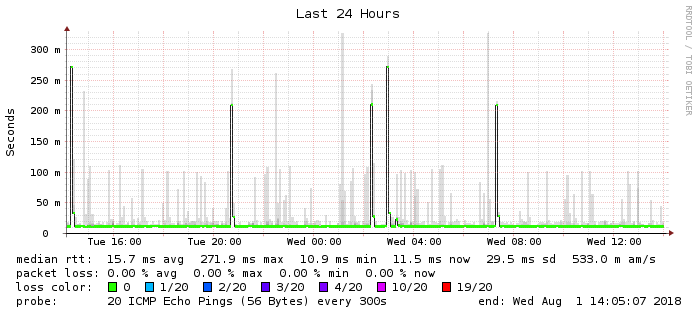 Last 24 Hours
RRDTOOL / TOBI OETIKER
Seconds
300 m
250 m
200 m
150 m
100 m
50 m
0
Tue 16:00 Tue 20:00 Wed 00:00 Wed 04:00 Wed 08:00 Wed 12:00
median rtt: 15.7 ms avg 271.9 ms max 10.9 ms min 11.5 ms now 29.5 ms sd 533.0 m am/s
packet loss: 0.00 % avg 0.00 % max 0.00 % min 0.00 % now
loss color: 0 1/20 2/20 3/20 4/20 10/20 19/20
probe: 20 ICMP Echo Pings (56 Bytes) every 300s end: Wed Aug 1 14:05:07 2018